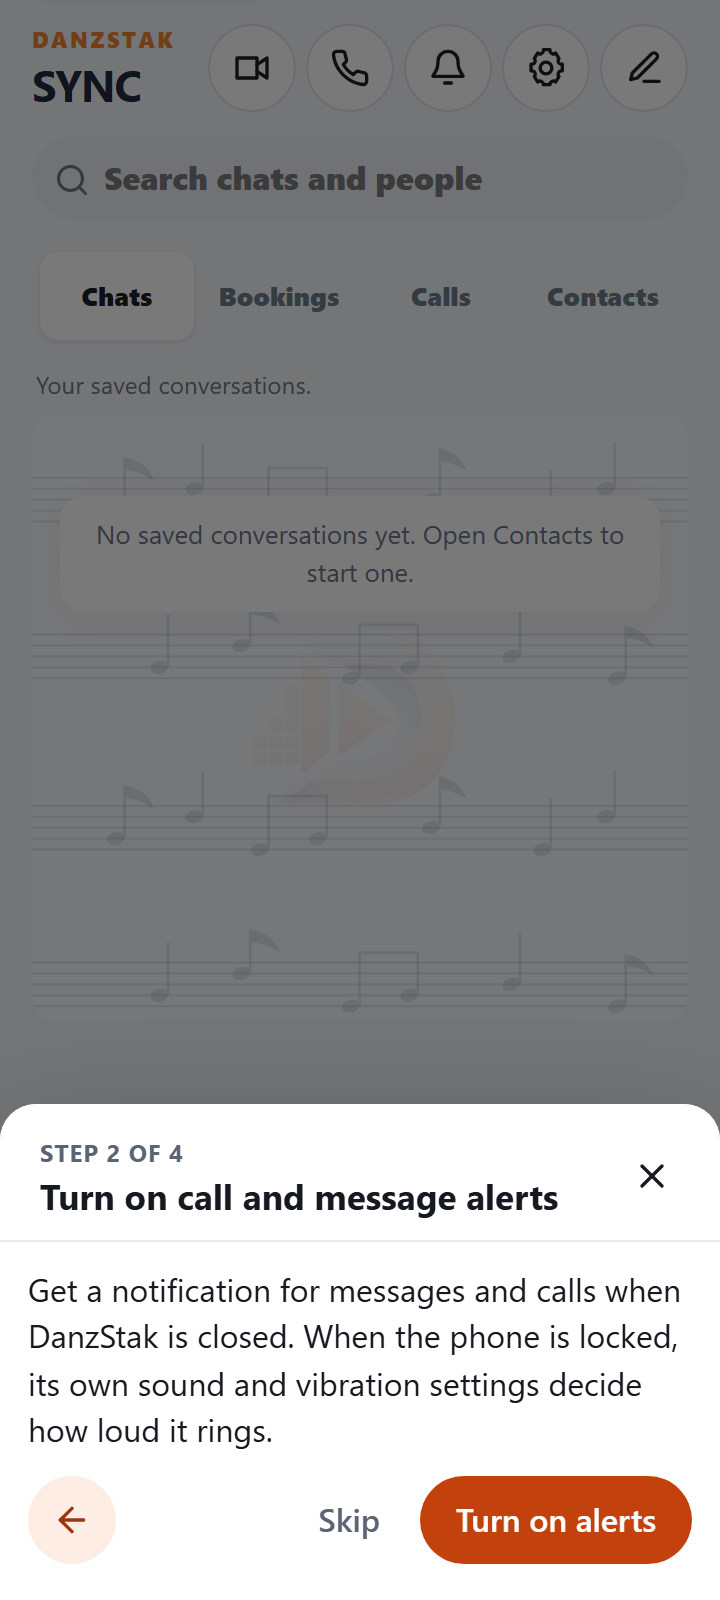 DANZSTAK
SYNC
Search chats and people
Chats Bookings Calls Contacts
Your saved conversations.
No saved conversations yet. Open Contacts to
start one.
STEP 2 OF 4
Turn on call and message alerts
Get a notification for messages and calls when
DanzStak is closed. When the phone is locked,
its own sound and vibration settings decide
how loud it rings.
Skip
Turn on alerts